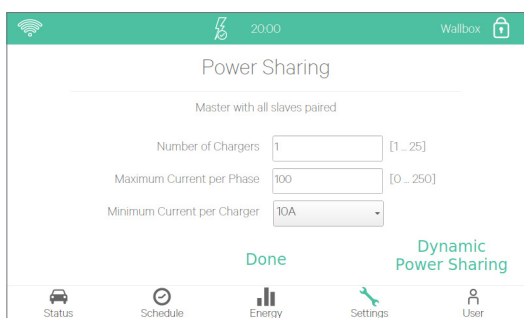 20:00
Wallbox
Power Sharing
Master with all slaves paired
Number of Chargers 1 [1 ... 25]
Maximum Current per Phase 100 [0 ... 250]
Minimum Current per Charger 10A
Done
Dynamic
Power Sharing
Status
Schedule
Energy
Settings
User